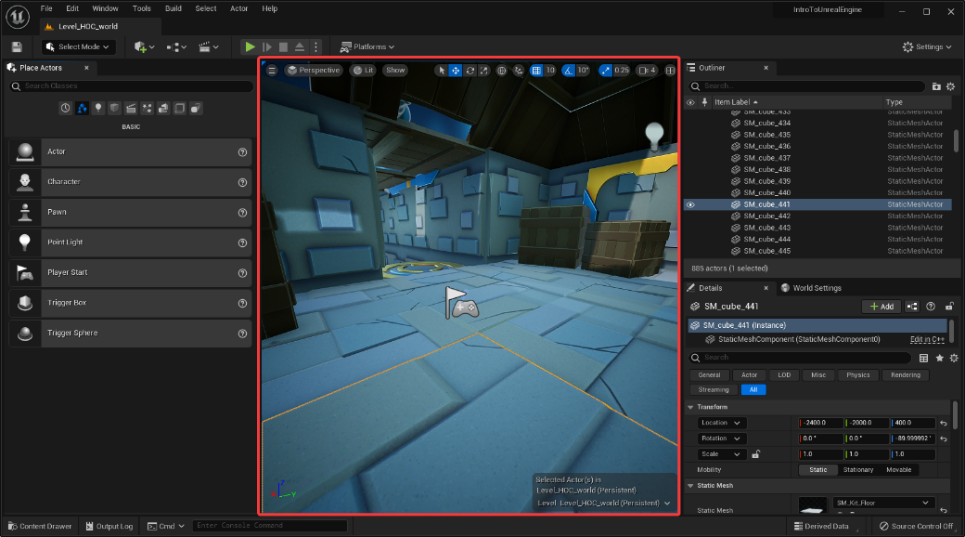 File Edit Window Tools Build Select Actor Help
IntroToUnrealEngine
Level_HOC_world
Select Mode
Platforms
Settings
Place Actors
Search Classes
BASIC
Actor
Character
Pawn
Point Light
Player Start
Trigger Box
Trigger Sphere
Perspective Lit Show 10 10° 0.25 4
Selected Actor(s) in
Level_HOC_world (Persistent)
Level: Level_HOC_world (Persistent)
Outliner
Search...
Item Label Type
SM_cube_433 StaticMeshActor
SM_cube_434 StaticMeshActor
SM_cube_435 StaticMeshActor
SM_cube_436 StaticMeshActor
SM_cube_437 StaticMeshActor
SM_cube_438 StaticMeshActor
SM_cube_439 StaticMeshActor
SM_cube_440 StaticMeshActor
SM_cube_441 StaticMeshActor
SM_cube_442 StaticMeshActor
SM_cube_443 StaticMeshActor
SM_cube_444 StaticMeshActor
SM_cube_445 StaticMeshActor
885 actors (1 selected)
Details World Settings
SM_cube_441 Add
SM_cube_441 (Instance)
StaticMeshComponent (StaticMeshComponent0) Edit in C++
Search
General Actor LOD Misc Physics Rendering
Streaming All
Transform
Location -2400.0 -2000.0 400.0
Rotation 0.0 ° 0.0 ° -89.999992 °
Scale 1.0 1.0 1.0
Mobility Static Stationary Movable
Static Mesh
Static Mesh SM_Kit_Floor
Content Drawer Output Log Cmd Enter Console Command Derived Data Source Control Off